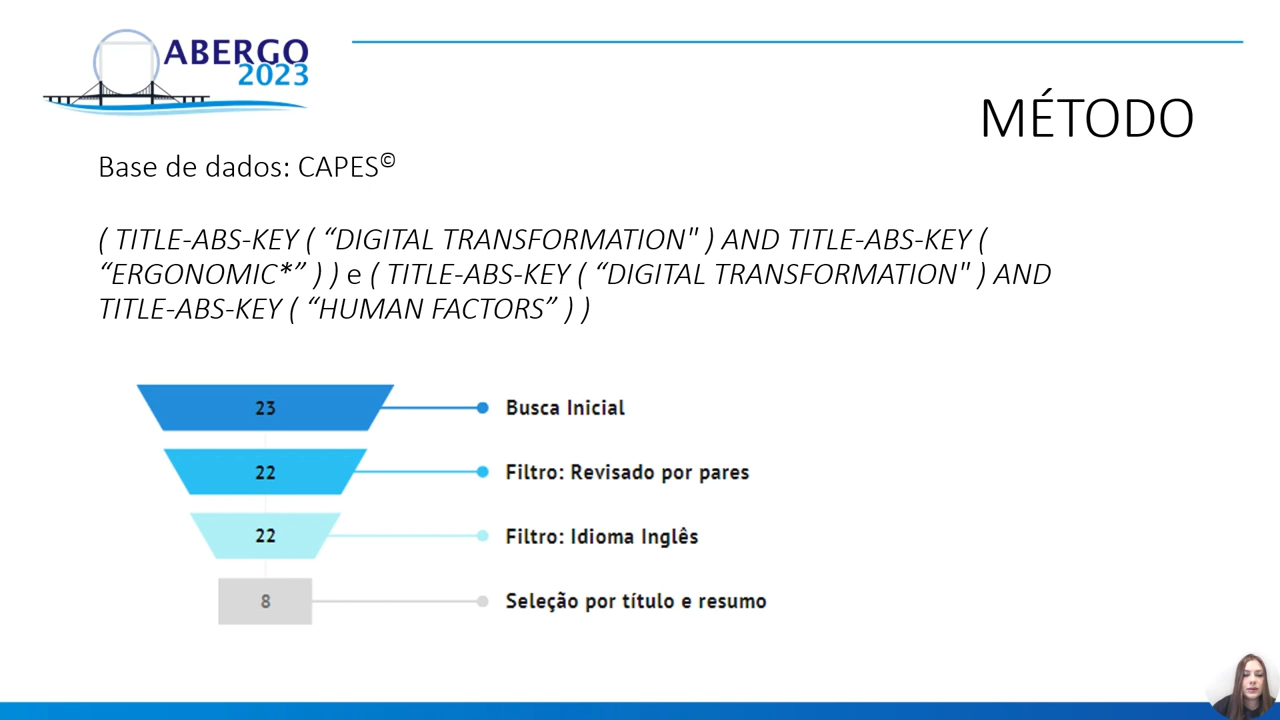 ABERGO
2023
MÉTODO
Base de dados: CAPES©
( TITLE-ABS-KEY ( “DIGITAL TRANSFORMATION" ) AND TITLE-ABS-KEY (
“ERGONOMIC*” ) ) e ( TITLE-ABS-KEY ( “DIGITAL TRANSFORMATION" ) AND
TITLE-ABS-KEY ( “HUMAN FACTORS” ) )
23 Busca Inicial
22 Filtro: Revisado por pares
22 Filtro: Idioma Inglês
8 Seleção por título e resumo